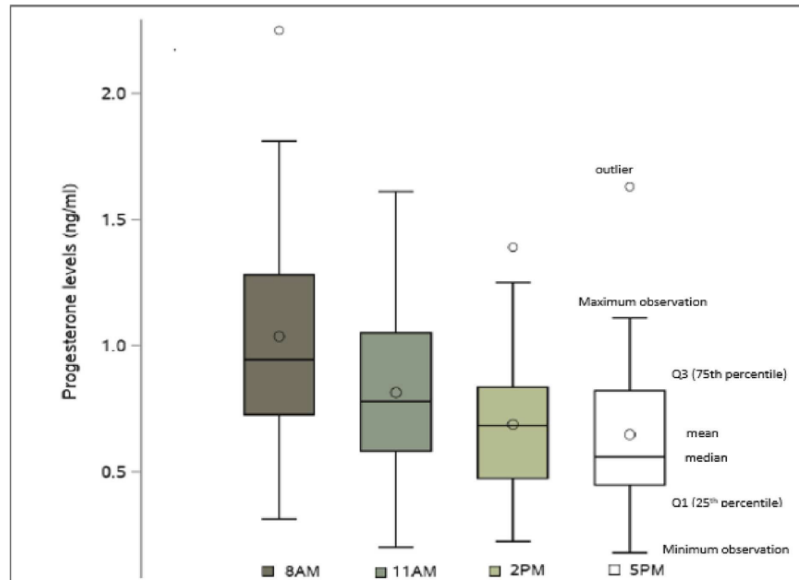 2.0
1.5
1.0
0.5
Progesterone levels (ng/ml)
outlier
Maximum observation
Q3 (75th percentile)
mean
median
Q1 (25th percentile)
Minimum observation
8AM
11AM
2PM
5PM